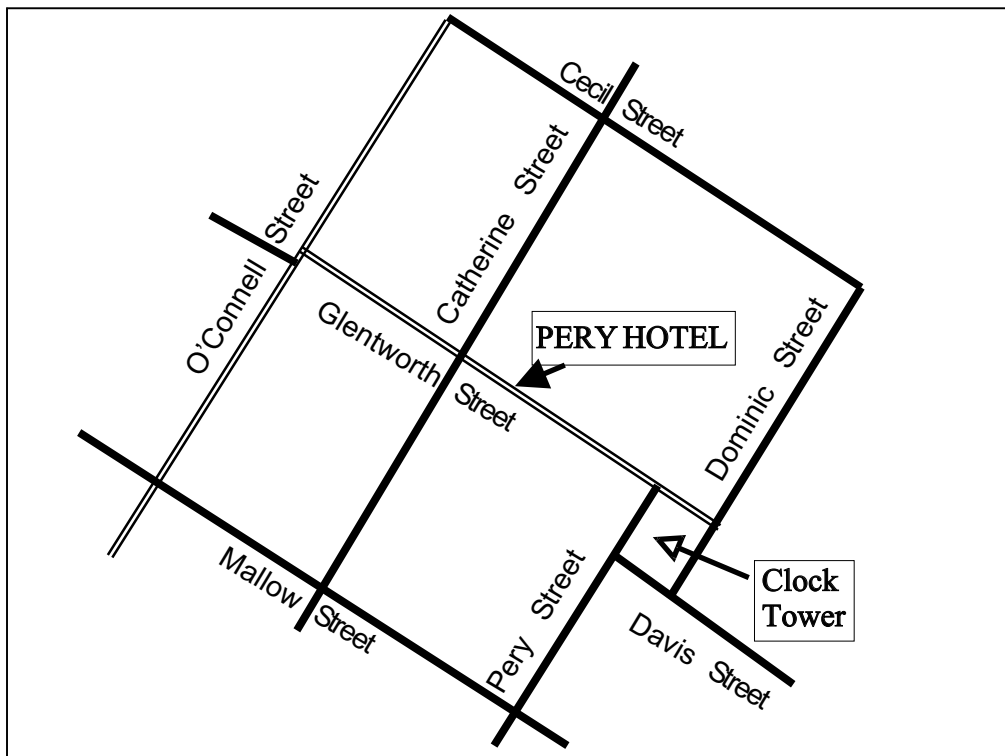 Cecil Street
Catherine Street
O'Connell Street
Glentworth Street
PERY HOTEL
Dominic Street
Mallow Street
Pery Street
Davis Street
Clock
Tower